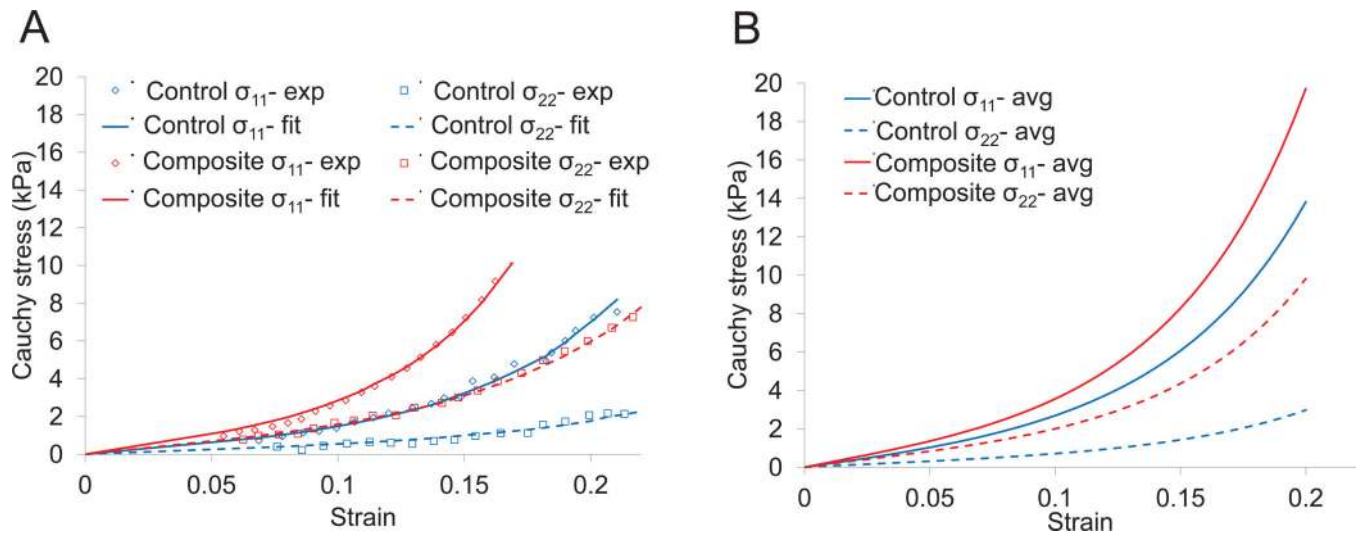 A
Cauchy stress (kPa)
20
18
16
14
12
10
8
6
4
2
0
Control σ11- exp
Control σ22- exp
Control σ11- fit
Control σ22- fit
Composite σ11- exp
Composite σ22- exp
Composite σ11- fit
Composite σ22- fit
0 0.05 0.1 0.15 0.2
Strain
B
Cauchy stress (kPa)
20
18
16
14
12
10
8
6
4
2
0
Control σ11- avg
Control σ22- avg
Composite σ11- avg
Composite σ22- avg
0 0.05 0.1 0.15 0.2
Strain